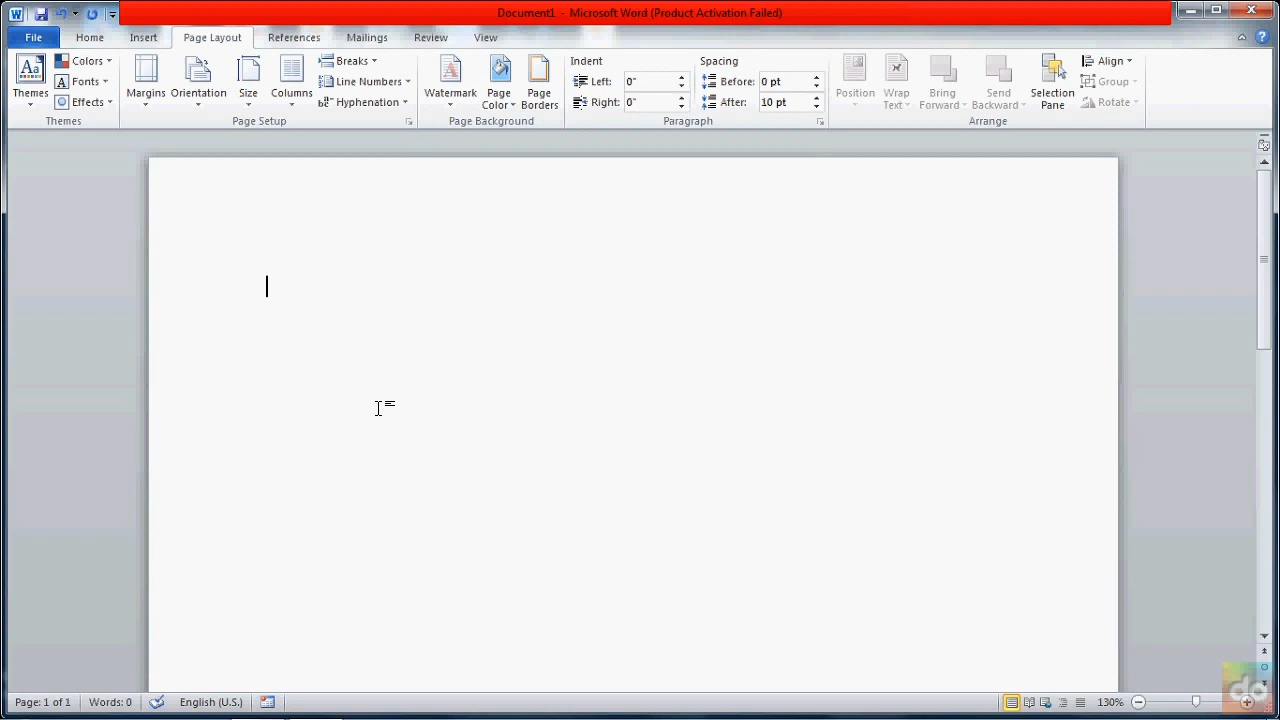 Document1 - Microsoft Word (Product Activation Failed)
File Home Insert Page Layout References Mailings Review View
Themes
Colors
Fonts
Effects
Themes
Margins
Orientation
Size
Columns
Breaks
Line Numbers
Hyphenation
Page Setup
Watermark
Page
Color
Page
Borders
Page Background
Indent
Left: 0"
Right: 0"
Spacing
Before: 0 pt
After: 10 pt
Paragraph
Position
Wrap
Text
Bring
Forward
Send
Backward
Selection
Pane
Align
Group
Rotate
Arrange
Page: 1 of 1 Words: 0 English (U.S.) 130%
do